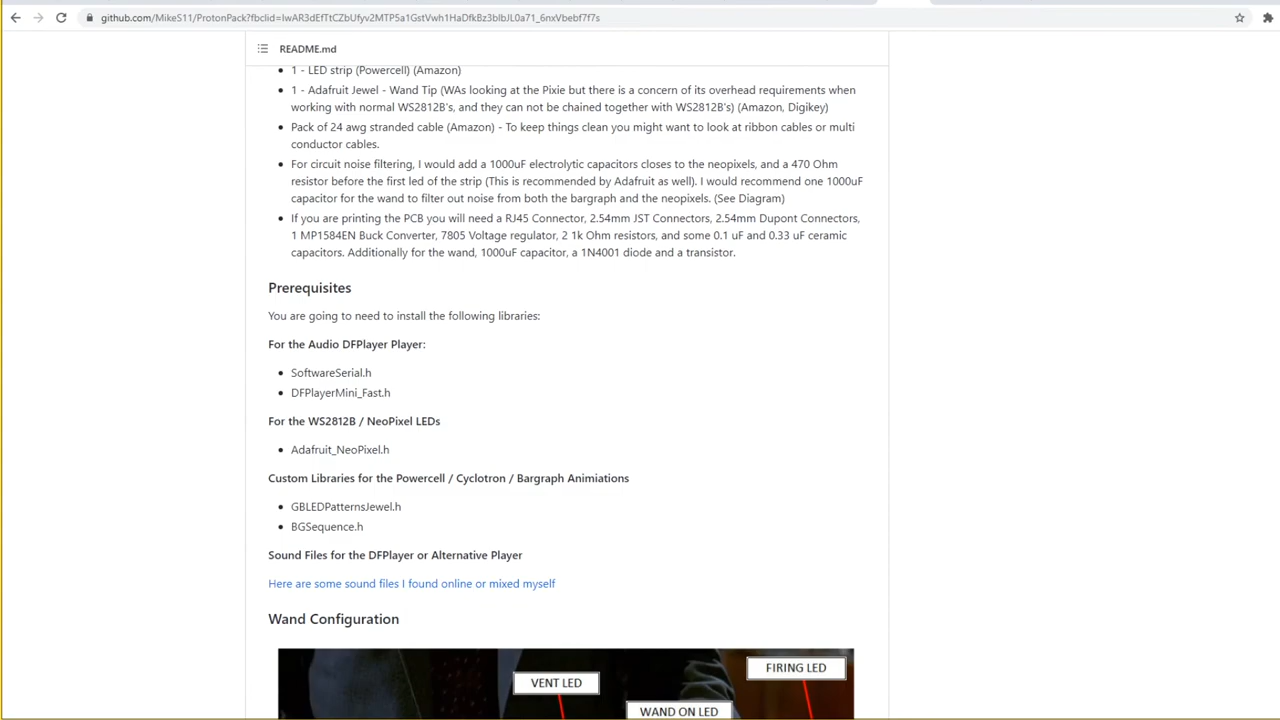 github.com/MikeS11/ProtonPack?fbclid=IwAR3dEfTtCZbUfyv2MTP5a1GstVwh1HaDfkBz3blbJL0a71_6nxVbebf7f7s
README.md
1 - LED strip (Powercell) (Amazon)
1 - Adafruit Jewel - Wand Tip (WAs looking at the Pixie but there is a concern of its overhead requirements when
working with normal WS2812B's, and they can not be chained together with WS2812B's) (Amazon, Digikey)
Pack of 24 awg stranded cable (Amazon) - To keep things clean you might want to look at ribbon cables or multi
conductor cables.
For circuit noise filtering, I would add a 1000uF electrolytic capacitors closes to the neopixels, and a 470 Ohm
resistor before the first led of the strip (This is recommended by Adafruit as well). I would recommend one 1000uF
capacitor for the wand to filter out noise from both the bargraph and the neopixels. (See Diagram)
If you are printing the PCB you will need a RJ45 Connector, 2.54mm JST Connectors, 2.54mm Dupont Connectors,
1 MP1584EN Buck Converter, 7805 Voltage regulator, 2 1k Ohm resistors, and some 0.1 uF and 0.33 uF ceramic
capacitors. Additionally for the wand, 1000uF capacitor, a 1N4001 diode and a transistor.
Prerequisites
You are going to need to install the following libraries:
For the Audio DFPlayer Player:
SoftwareSerial.h
DFPlayerMini_Fast.h
For the WS2812B / NeoPixel LEDs
Adafruit_NeoPixel.h
Custom Libraries for the Powercell / Cyclotron / Bargraph Animiations
GBLEDPatternsJewel.h
BGSequence.h
Sound Files for the DFPlayer or Alternative Player
Here are some sound files I found online or mixed myself
Wand Configuration
FIRING LED
VENT LED
WAND ON LED